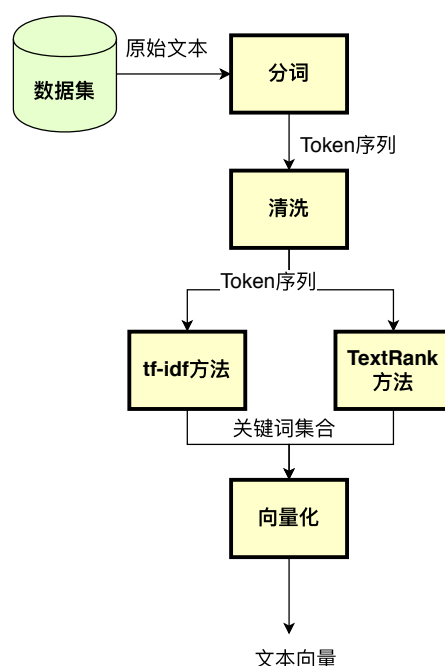 原始文本
数据集
分词
Token序列
清洗
Token序列
tf-idf方法
TextRank
方法
关键词集合
向量化
文本向量